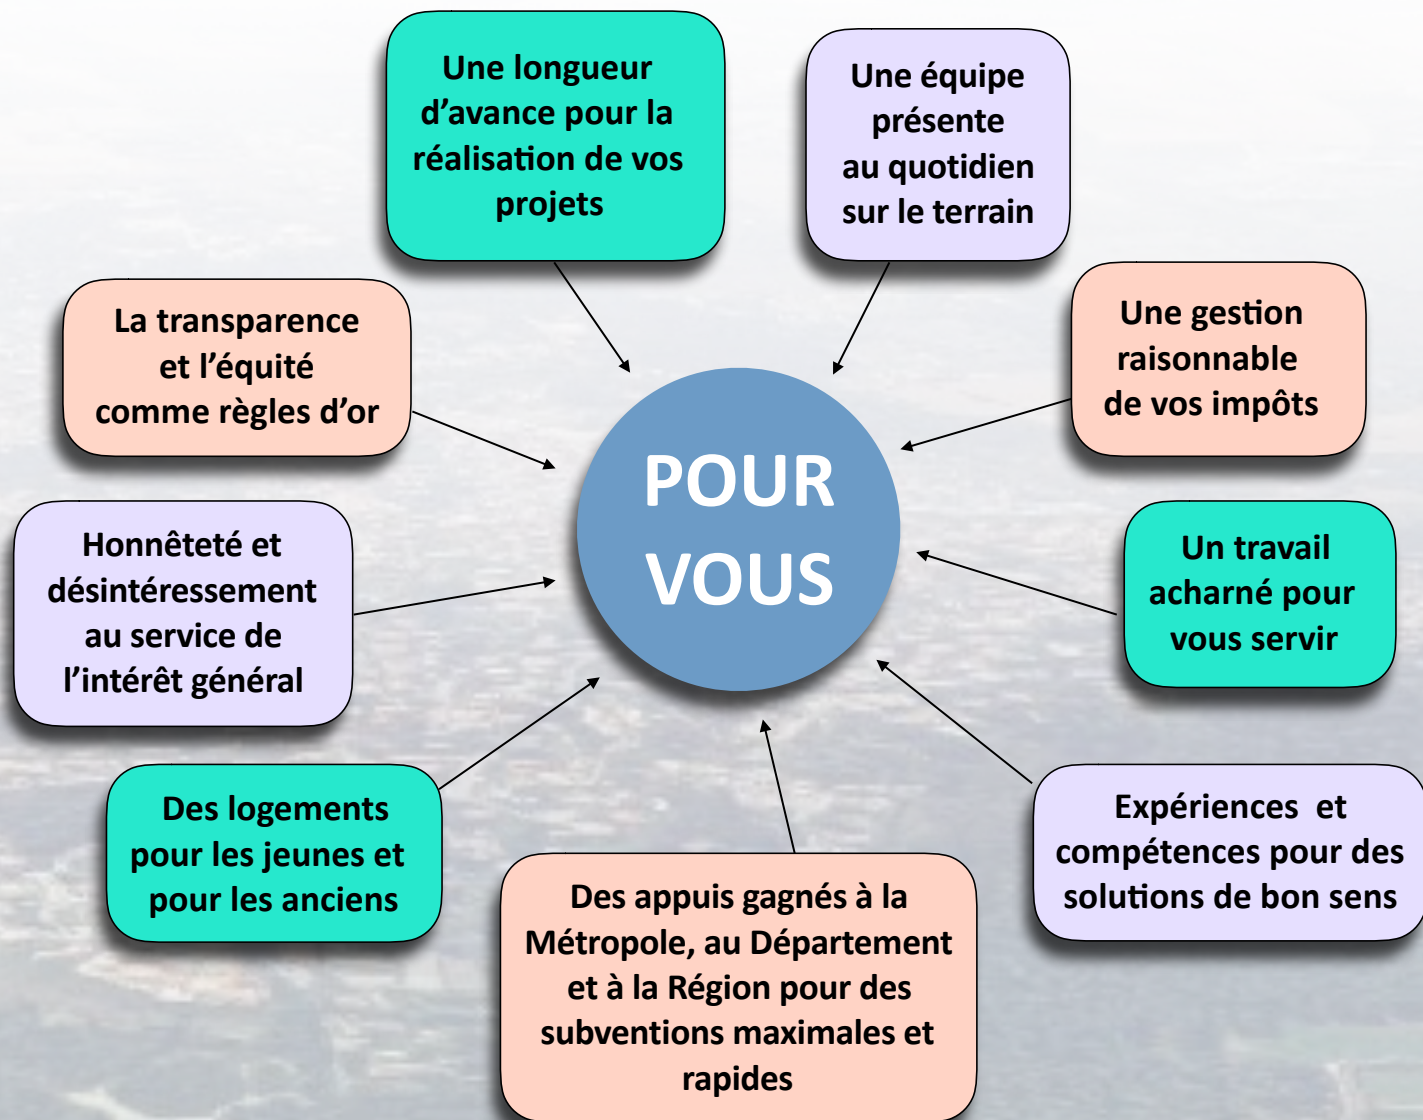 Une longueur
d’avance pour la
réalisation de vos
projets
Une équipe
présente
au quotidien
sur le terrain
La transparence
et l’équité
comme règles d’or
Une gestion
raisonnable
de vos impôts
POUR
VOUS
Honnêteté et
désintéressement
au service de
l’intérêt général
Un travail
acharné pour
vous servir
Des logements
pour les jeunes et
pour les anciens
Des appuis gagnés à la
Métropole, au Département
et à la Région pour des
subventions maximales et
rapides
Expériences  et
compétences pour des
solutions de bon sens